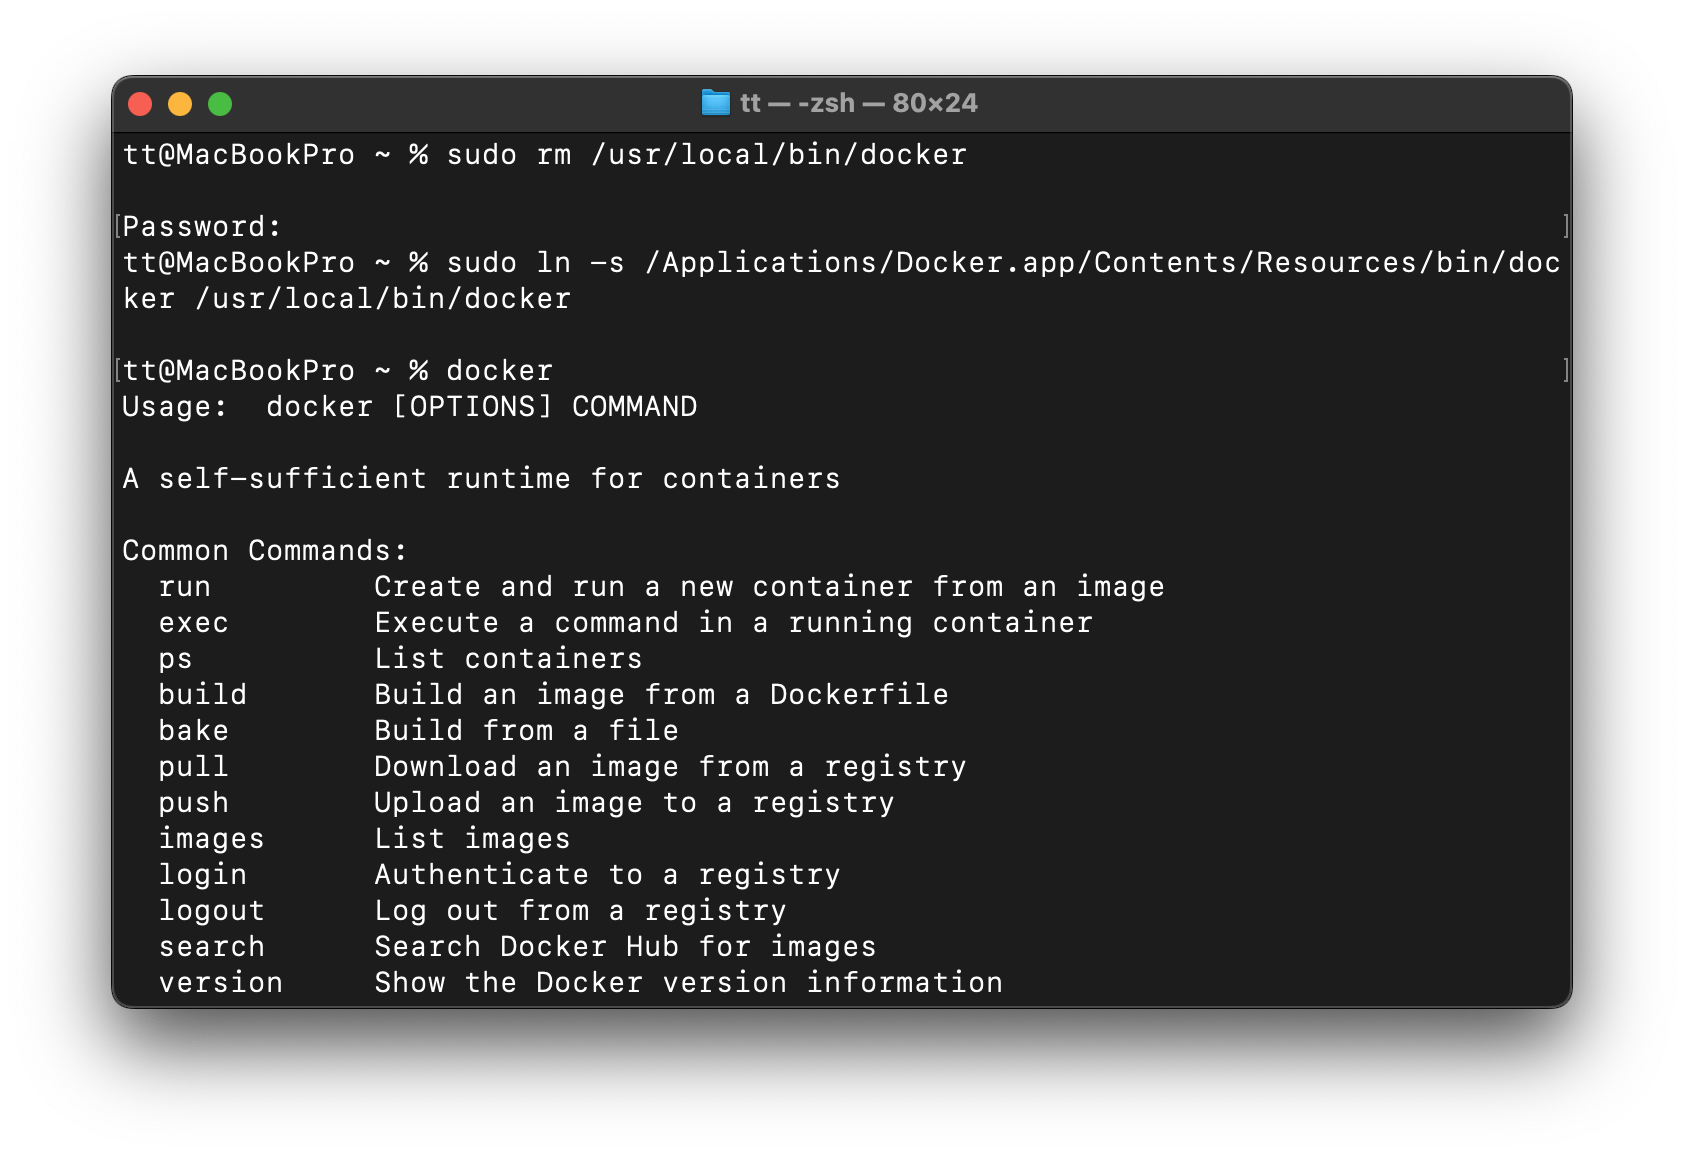 tt — -zsh — 80×24
tt@MacBookPro ~ % sudo rm /usr/local/bin/docker
[Password: ]
tt@MacBookPro ~ % sudo ln -s /Applications/Docker.app/Contents/Resources/bin/doc
ker /usr/local/bin/docker
[tt@MacBookPro ~ % docker ]
Usage:  docker [OPTIONS] COMMAND
A self-sufficient runtime for containers
Common Commands:
  run         Create and run a new container from an image
  exec        Execute a command in a running container
  ps          List containers
  build       Build an image from a Dockerfile
  bake        Build from a file
  pull        Download an image from a registry
  push        Upload an image to a registry
  images      List images
  login       Authenticate to a registry
  logout      Log out from a registry
  search      Search Docker Hub for images
  version     Show the Docker version information